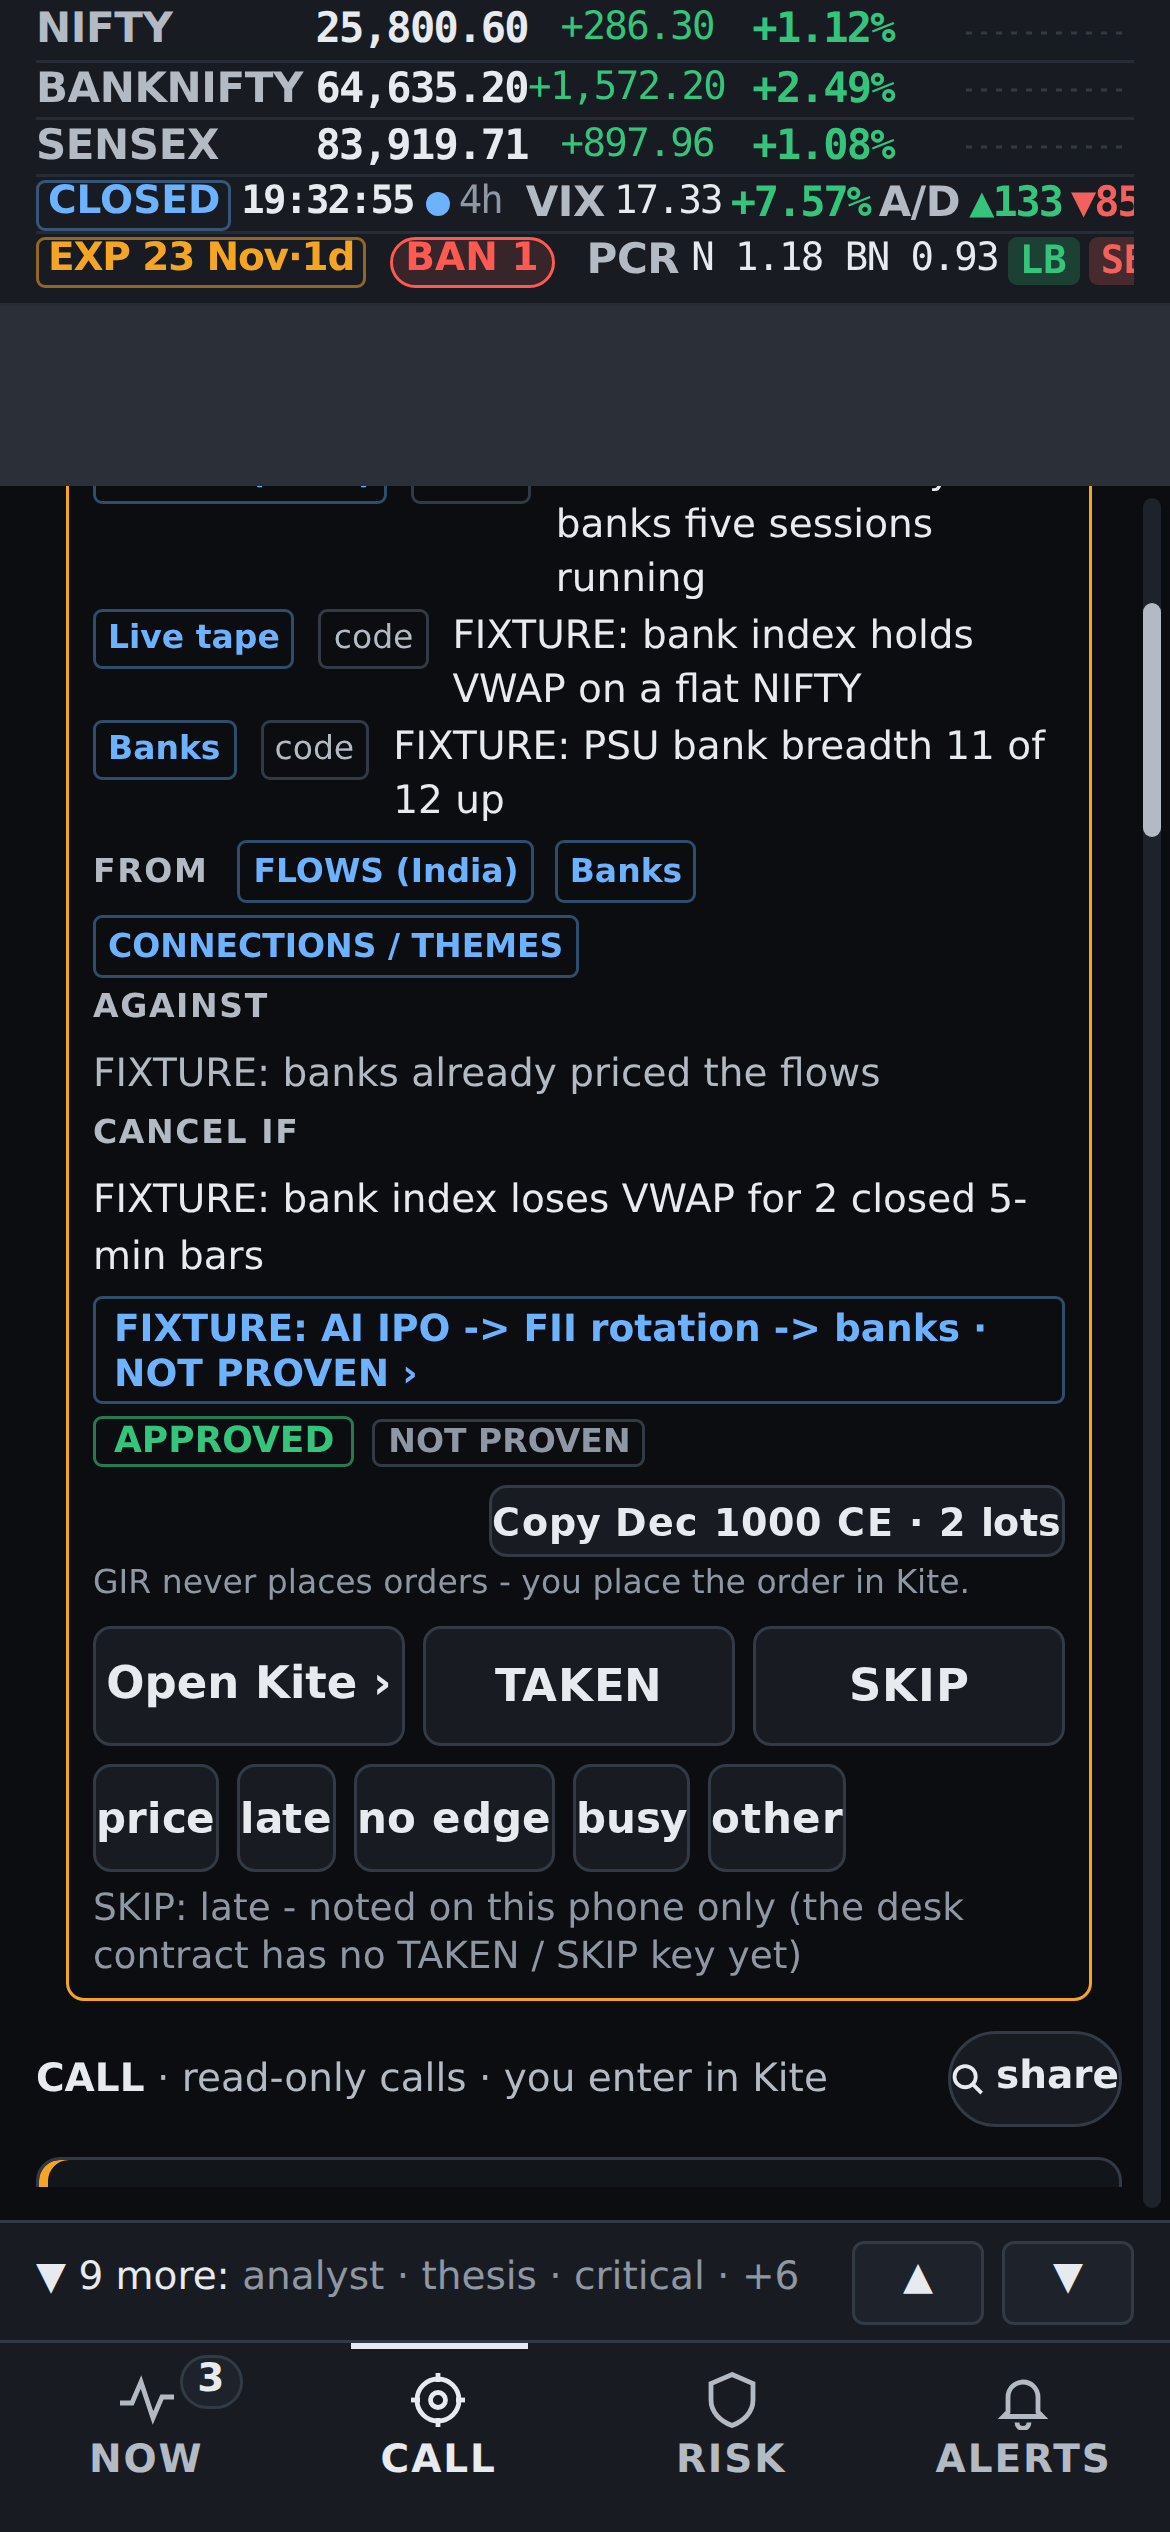 NIFTY 25,800.60 +286.30 +1.12%
BANKNIFTY 64,635.20 +1,572.20 +2.49%
SENSEX 83,919.71 +897.96 +1.08%
CLOSED 19:32:55 ● 4h VIX 17.33 +7.57% A/D ▲133 ▼85
EXP 23 Nov·1d BAN 1 PCR N 1.18 BN 0.93 LB
banks five sessions
running
Live tape code FIXTURE: bank index holds
VWAP on a flat NIFTY
Banks code FIXTURE: PSU bank breadth 11 of
12 up
FROM FLOWS (India) Banks
CONNECTIONS / THEMES
AGAINST
FIXTURE: banks already priced the flows
CANCEL IF
FIXTURE: bank index loses VWAP for 2 closed 5-
min bars
FIXTURE: AI IPO -> FII rotation -> banks ·
NOT PROVEN ›
APPROVED NOT PROVEN
Copy Dec 1000 CE · 2 lots
GIR never places orders - you place the order in Kite.
Open Kite › TAKEN SKIP
price late no edge busy other
SKIP: late - noted on this phone only (the desk
contract has no TAKEN / SKIP key yet)
CALL · read-only calls · you enter in Kite share
▼ 9 more: analyst · thesis · critical · +6 ▲ ▼
3
NOW CALL RISK ALERTS